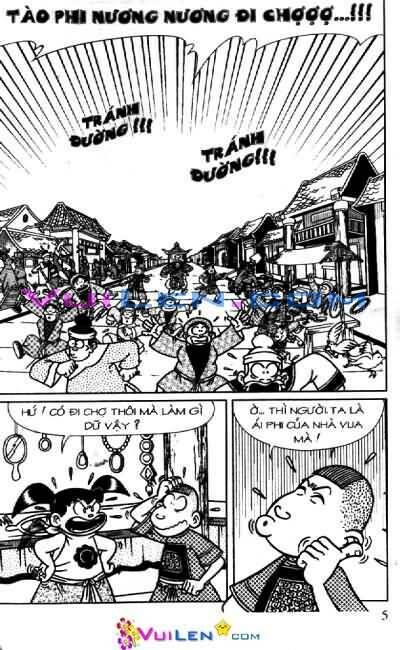 TÀO PHI NƯƠNG NƯƠNG ĐI CHỢỢỢ...!!!
TRÁNH
ĐƯỜNG!!!
TRÁNH
ĐƯỜNG!!!
VUILEN.COM
HỨ! CÓ ĐI CHỢ THÔI MÀ LÀM GÌ
DỮ VẬY?
Ờ... THÌ NGƯỜI TA LÀ
ÁI PHI CỦA NHÀ VUA
MÀ!
5
VUILEN.COM